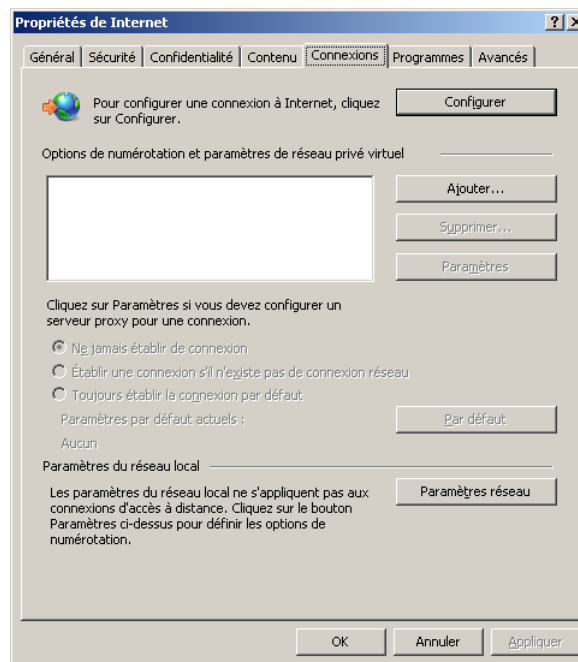 Propriétés de Internet
Général Sécurité Confidentialité Contenu Connexions Programmes Avancés
Pour configurer une connexion à Internet, cliquez
sur Configurer.
Configurer
Options de numérotation et paramètres de réseau privé virtuel
Ajouter...
Supprimer...
Paramètres
Cliquez sur Paramètres si vous devez configurer un
serveur proxy pour une connexion.
Ne jamais établir de connexion
Établir une connexion s'il n'existe pas de connexion réseau
Toujours établir la connexion par défaut
Paramètres par défaut actuels :
Par défaut
Aucun
Paramètres du réseau local
Les paramètres du réseau local ne s'appliquent pas aux
connexions d'accès à distance. Cliquez sur le bouton
Paramètres ci-dessus pour définir les options de
numérotation.
Paramètres réseau
OK Annuler Appliquer